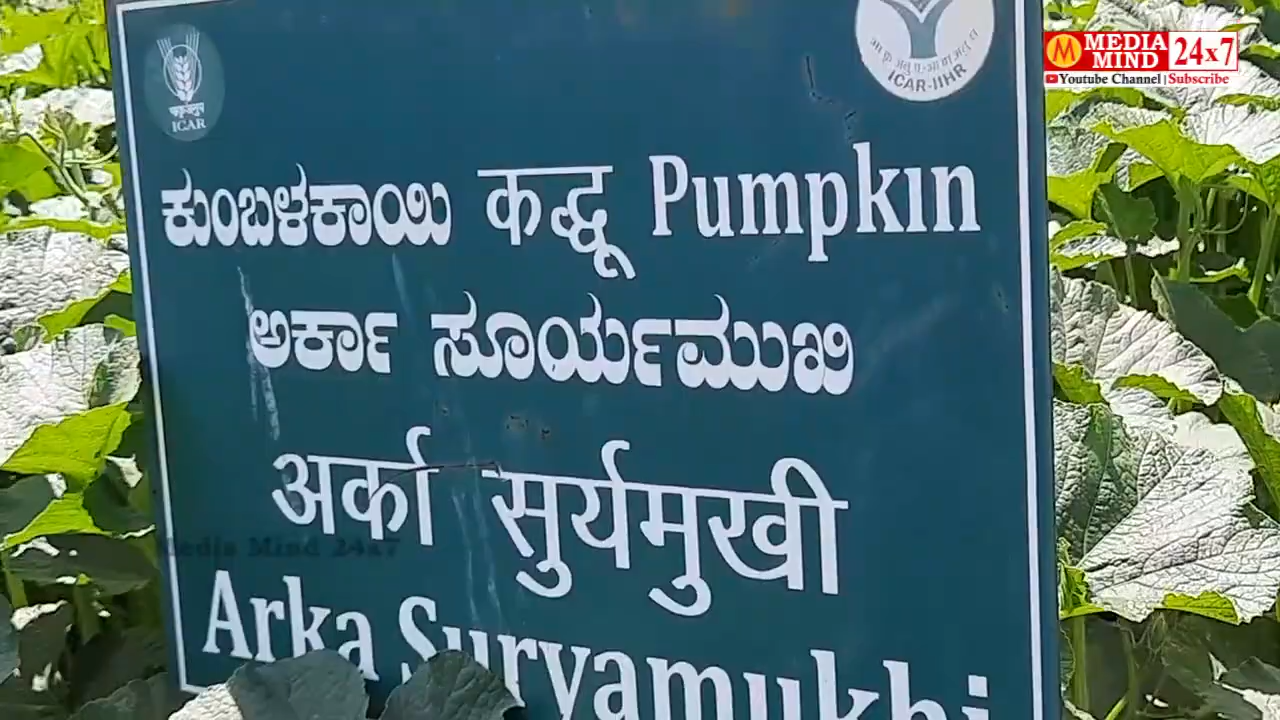 MEDIA MIND 24x7
Youtube Channel | Subscribe
ICAR
ICAR-IIHR
ಕುಂಬಳಕಾಯಿ कद्दू Pumpkin
ಅರ್ಕಾ ಸೂರ್ಯಮುಖಿ
अर्का सुर्यमुखी
Media Mind 24x7
Arka Suryamukhi